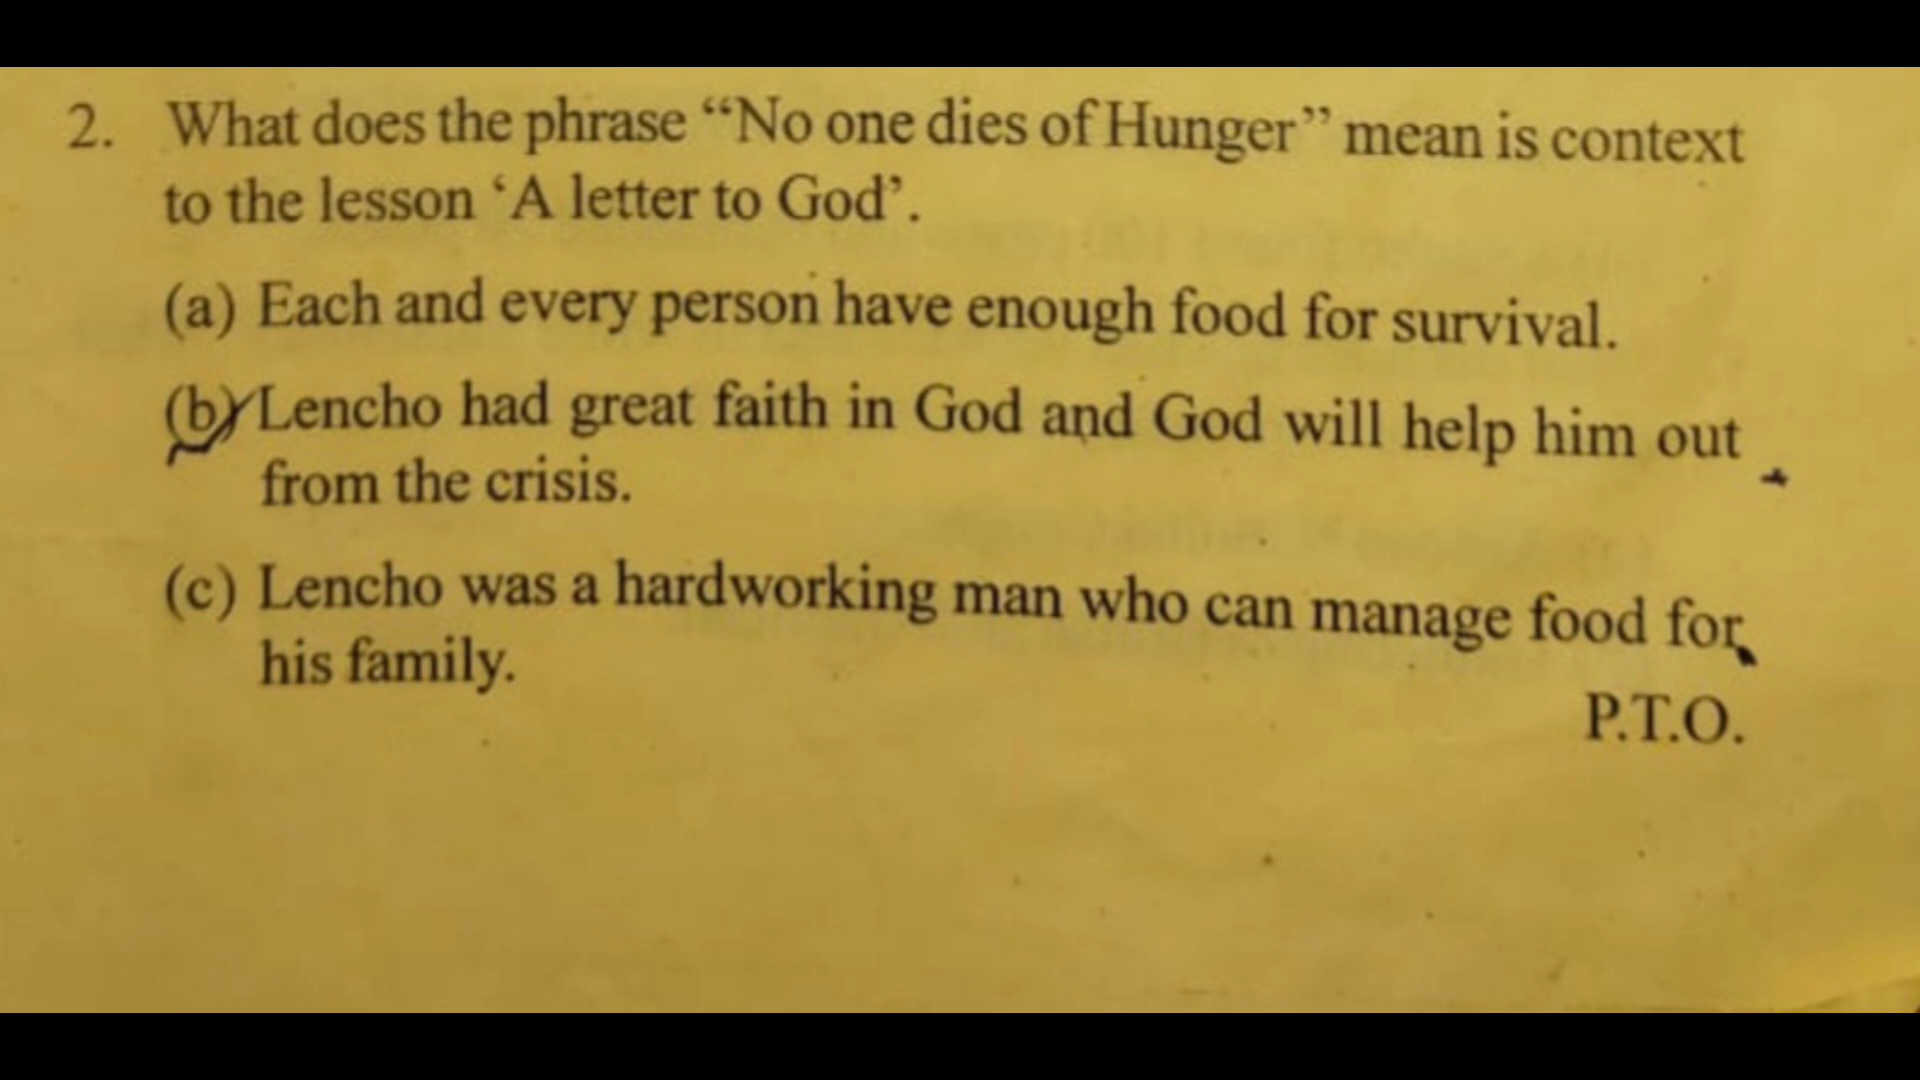 2. What does the phrase “No one dies of Hunger” mean is context
to the lesson ‘A letter to God’.
(a) Each and every person have enough food for survival.
(b) Lencho had great faith in God and God will help him out
from the crisis.
(c) Lencho was a hardworking man who can manage food for
his family.
P.T.O.